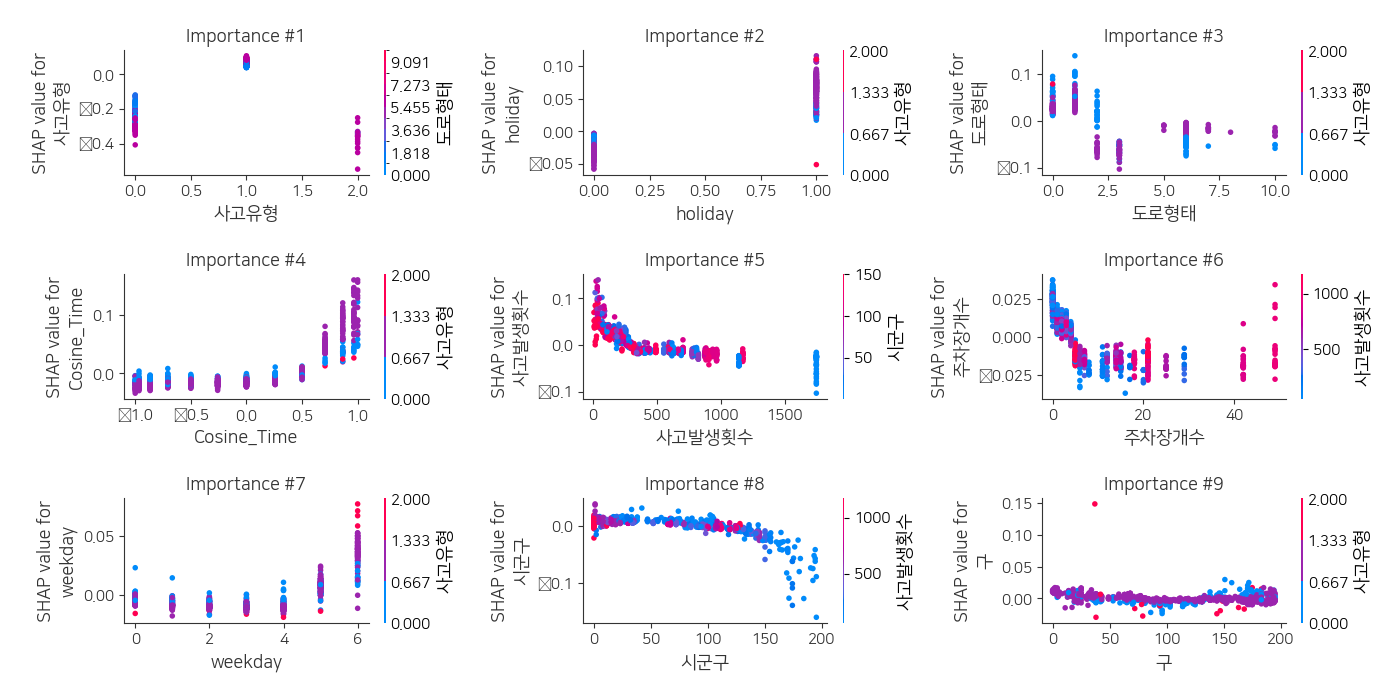 Importance #1
SHAP value for
사고유형
0.0
0.2
0.4
0.0
0.5
1.0
1.5
2.0
사고유형
9.091
7.273
5.455
3.636
1.818
0.000
도로형태
Importance #2
SHAP value for
holiday
0.10
0.05
0.00
0.05
0.00
0.25
0.50
0.75
1.00
holiday
2.000
1.333
0.667
0.000
사고유형
Importance #3
SHAP value for
도로형태
0.1
0.0
0.1
0.0
2.5
5.0
7.5
10.0
도로형태
2.000
1.333
0.667
0.000
사고유형
Importance #4
SHAP value for
Cosine_Time
0.1
0.0
1.0
0.5
0.0
0.5
1.0
Cosine_Time
2.000
1.333
0.667
0.000
사고유형
Importance #5
SHAP value for
사고발생횟수
0.1
0.0
0.1
0
500
1000
1500
사고발생횟수
150
100
50
시군구
Importance #6
SHAP value for
주차장개수
0.025
0.000
0.025
0
20
40
주차장개수
1000
500
사고발생횟수
Importance #7
SHAP value for
weekday
0.05
0.00
0
2
4
6
weekday
2.000
1.333
0.667
0.000
사고유형
Importance #8
SHAP value for
시군구
0.0
0.1
0
50
100
150
200
시군구
1000
500
사고발생횟수
Importance #9
SHAP value for
구
0.15
0.10
0.05
0.00
0
50
100
150
200
구
2.000
1.333
0.667
0.000
사고유형